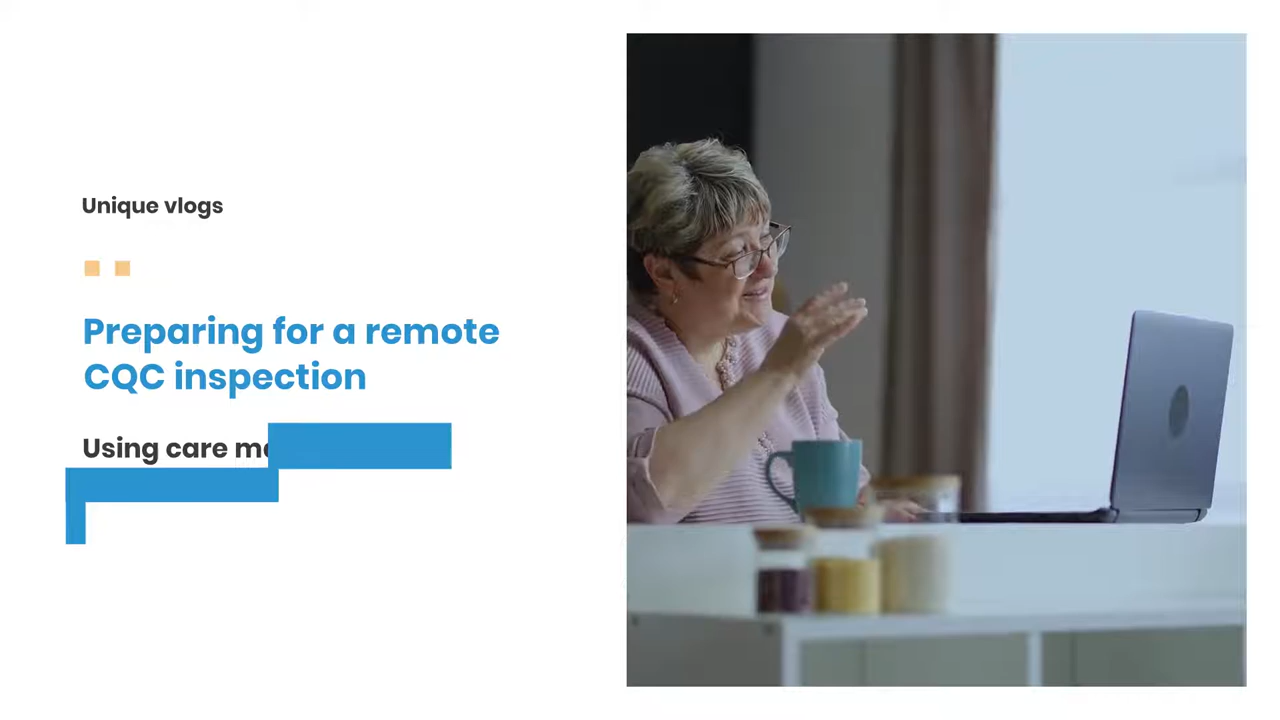 Unique vlogs
Preparing for a remote
CQC inspection
Using care